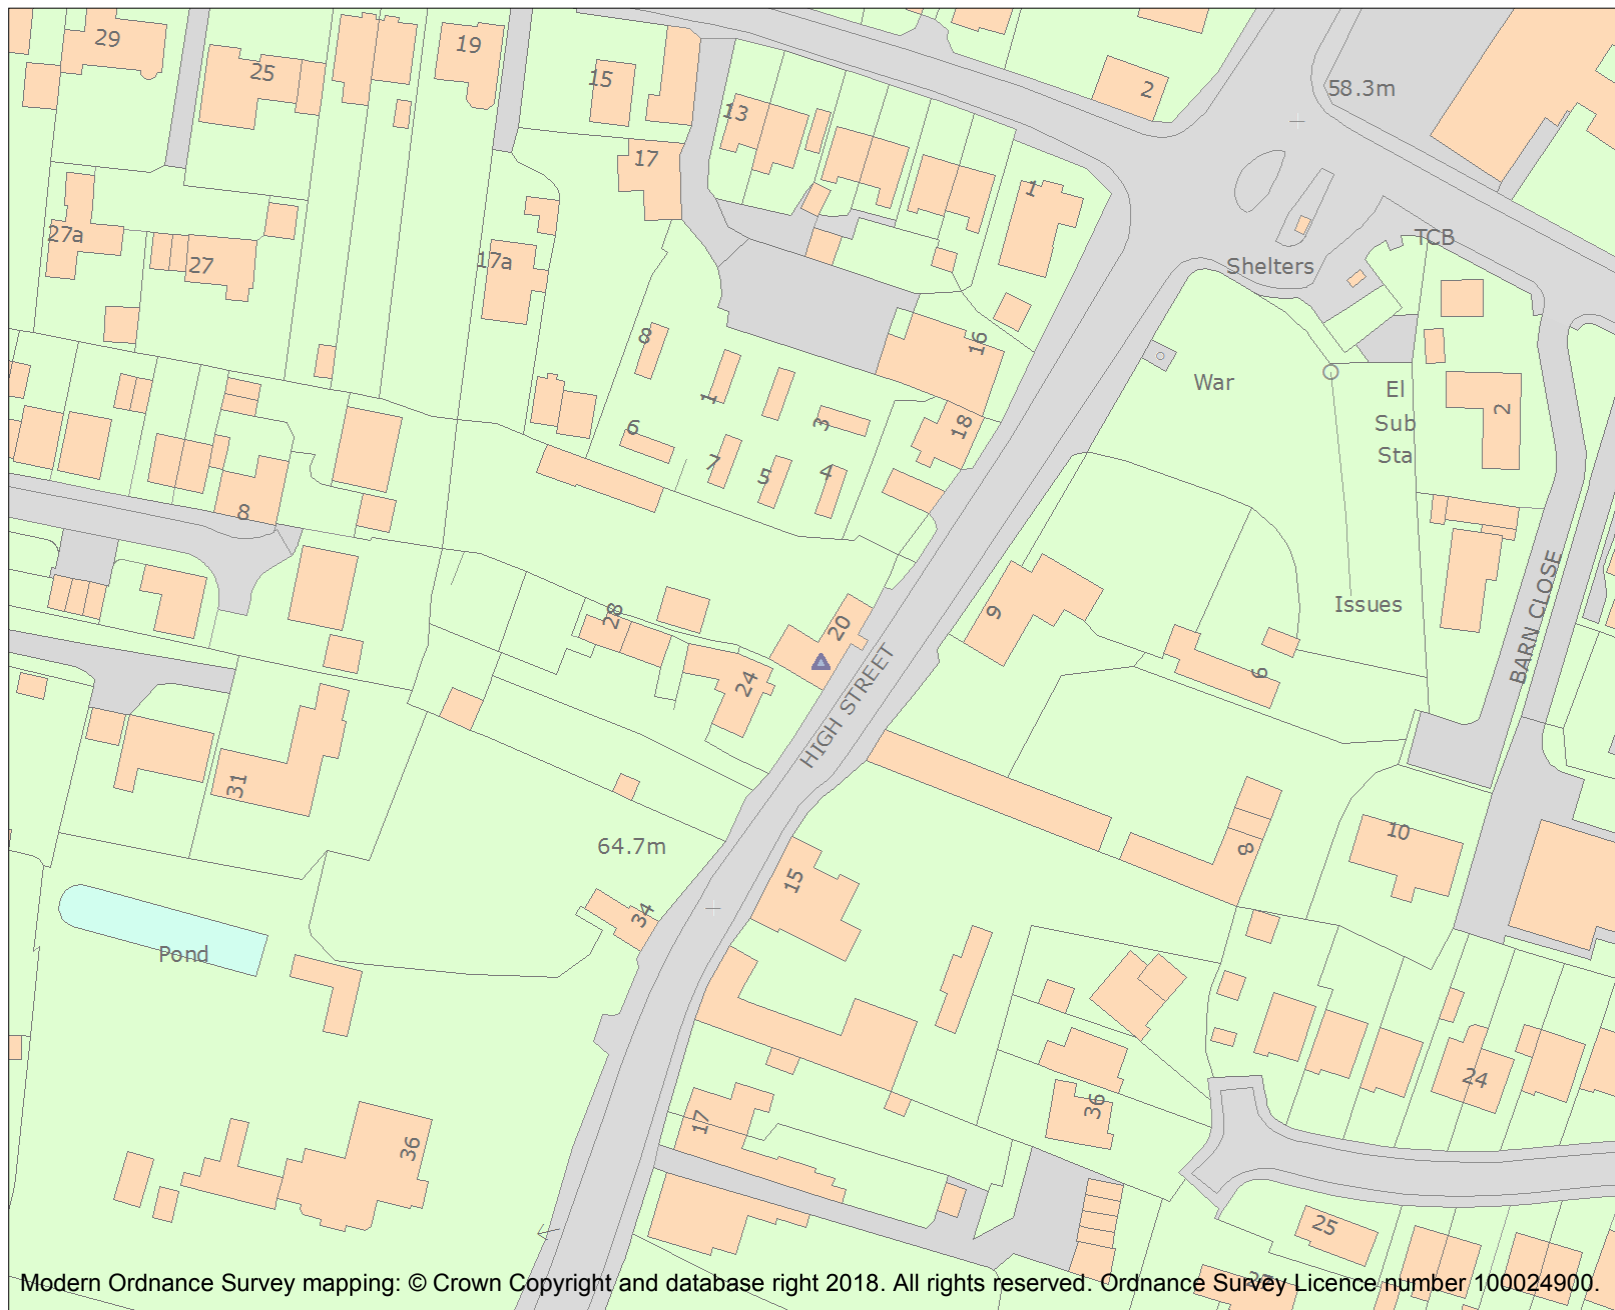 29
25
19
15
13
2
58.3m
17
1
27a
27
17a
TCB
Shelters
8
16
War
1
3
6
18
El
Sub
Sta
2
7
5
4
8
28
20
9
Issues
BARN CLOSE
24
HIGH STREET
6
31
64.7m
10
8
15
34
Pond
24
36
17
36
25
Modern Ordnance Survey mapping: © Crown Copyright and database right 2018. All rights reserved. Ordnance Survey Licence number 100024900.